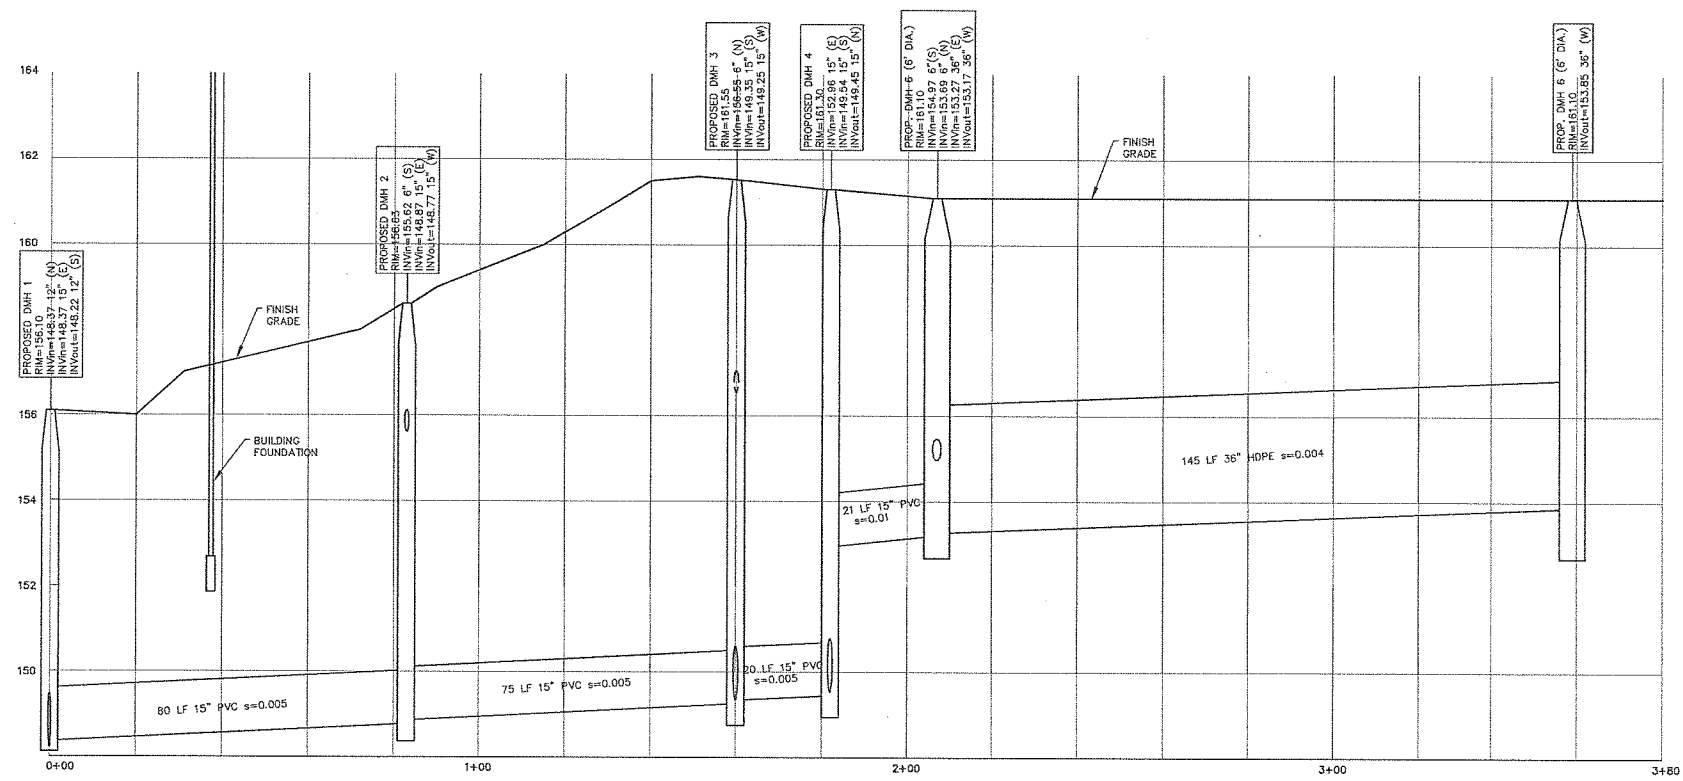 PROPOSED DMH 1
RIM=156.10
INVin=148.37 12" (N)
INVin=148.37 15" (E)
INVout=148.22 12" (S)
PROPOSED DMH 2
INVin=155.62 6" (S)
INVin=148.87 15" (E)
INVout=148.77 15" (W)
PROPOSED DMH 3
RIM=161.55
INVin=156.55 6" (N)
INVin=149.35 15" (S)
INVout=149.25 15" (W)
PROPOSED DMH 4
RIM=161.30
INVin=152.96 15" (E)
INVin=149.54 15" (S)
INVout=149.45 15" (N)
PROP. DMH 6 (6' DIA.)
RIM=161.10
INVin=154.97 6"(S)
INVin=153.69 6" (N)
INVin=153.27 36" (E)
INVout=153.17 36" (W)
PROP. DMH 6 (6' DIA.)
RIM=161.10
INVout=153.85 36" (W)
164
162
160
156
154
152
150
FINISH
GRADE
FINISH
GRADE
BUILDING
FOUNDATION
80 LF 15" PVC s=0.005
75 LF 15" PVC s=0.005
20 LF 15" PVC
s=0.005
21 LF 15" PVC
s=0.01
145 LF 36" HDPE s=0.004
0+00
1+00
2+00
3+00
3+80